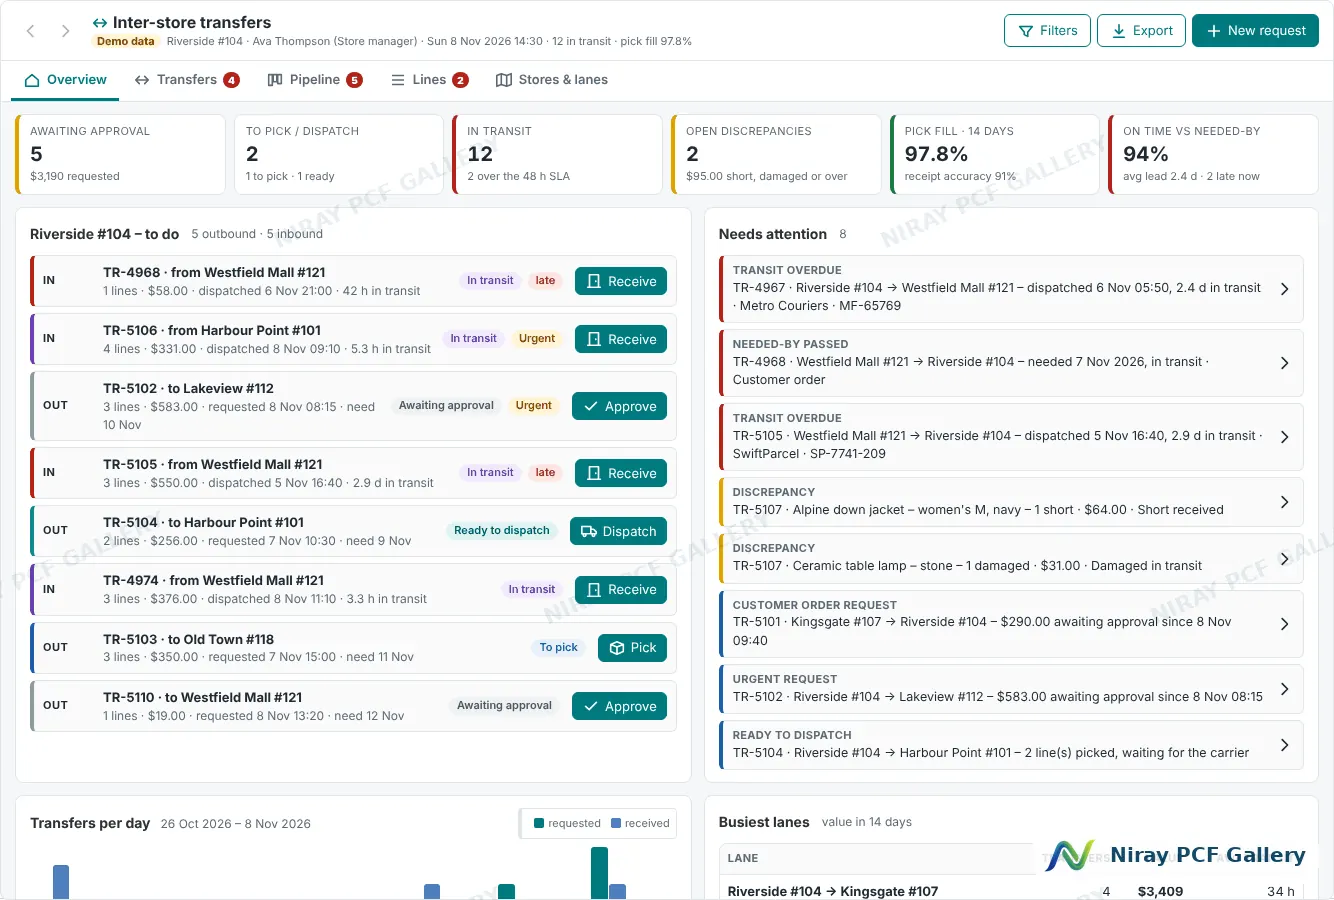 Inter-store transfers
Demo data Riverside #104 · Ava Thompson (Store manager) · Sun 8 Nov 2026 14:30 · 12 in transit · pick fill 97.8%
Filters
Export
New request
Overview
Transfers 4
Pipeline 5
Lines 2
Stores & lanes
AWAITING APPROVAL
5
$3,190 requested
TO PICK / DISPATCH
2
1 to pick · 1 ready
IN TRANSIT
12
2 over the 48 h SLA
OPEN DISCREPANCIES
2
$95.00 short, damaged or over
PICK FILL · 14 DAYS
97.8%
receipt accuracy 91%
ON TIME VS NEEDED-BY
94%
avg lead 2.4 d · 2 late now
Riverside #104 – to do 5 outbound · 5 inbound
IN
TR-4968 · from Westfield Mall #121
1 lines · $58.00 · dispatched 6 Nov 21:00 · 42 h in transit
In transit late Receive
IN
TR-5106 · from Harbour Point #101
4 lines · $331.00 · dispatched 8 Nov 09:10 · 5.3 h in transit
In transit Urgent Receive
OUT
TR-5102 · to Lakeview #112
3 lines · $583.00 · requested 8 Nov 08:15 · need
10 Nov
Awaiting approval Urgent Approve
IN
TR-5105 · from Westfield Mall #121
3 lines · $550.00 · dispatched 5 Nov 16:40 · 2.9 d in transit
In transit late Receive
OUT
TR-5104 · to Harbour Point #101
2 lines · $256.00 · requested 7 Nov 10:30 · need 9 Nov
Ready to dispatch Dispatch
IN
TR-4974 · from Westfield Mall #121
3 lines · $376.00 · dispatched 8 Nov 11:10 · 3.3 h in transit
In transit Receive
OUT
TR-5103 · to Old Town #118
3 lines · $350.00 · requested 7 Nov 15:00 · need 11 Nov
To pick Pick
OUT
TR-5110 · to Westfield Mall #121
1 lines · $19.00 · requested 8 Nov 13:20 · need 12 Nov
Awaiting approval Approve
Needs attention 8
TRANSIT OVERDUE
TR-4967 · Riverside #104 → Westfield Mall #121 – dispatched 6 Nov 05:50, 2.4 d in transit
· Metro Couriers · MF-65769
NEEDED-BY PASSED
TR-4968 · Westfield Mall #121 → Riverside #104 – needed 7 Nov 2026, in transit ·
Customer order
TRANSIT OVERDUE
TR-5105 · Westfield Mall #121 → Riverside #104 – dispatched 5 Nov 16:40, 2.9 d in transit ·
SwiftParcel · SP-7741-209
DISCREPANCY
TR-5107 · Alpine down jacket – women's M, navy – 1 short · $64.00 · Short received
DISCREPANCY
TR-5107 · Ceramic table lamp – stone – 1 damaged · $31.00 · Damaged in transit
CUSTOMER ORDER REQUEST
TR-5101 · Kingsgate #107 → Riverside #104 – $290.00 awaiting approval since 8 Nov
09:40
URGENT REQUEST
TR-5102 · Riverside #104 → Lakeview #112 – $583.00 awaiting approval since 8 Nov 08:15
READY TO DISPATCH
TR-5104 · Riverside #104 → Harbour Point #101 – 2 line(s) picked, waiting for the carrier
Transfers per day 26 Oct 2026 – 8 Nov 2026
requested received
Busiest lanes value in 14 days
LANE
Riverside #104 → Kingsgate #107 4 $3,409 34 h
Niray PCF Gallery
NIRAY PCF GALLERY
NIRAY PCF GALLERY